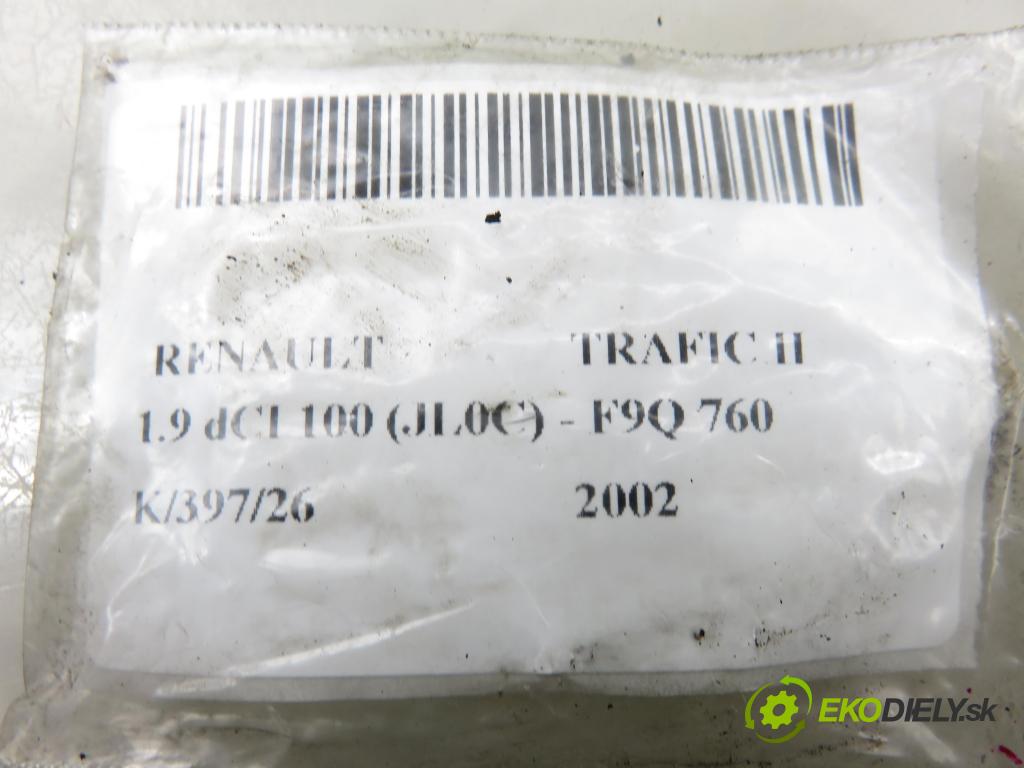 RENAULT TRAFIC II
1.9 dCI 100 (JL0C) - F9Q 760
K/397/26 2002
EKODIELY.sk